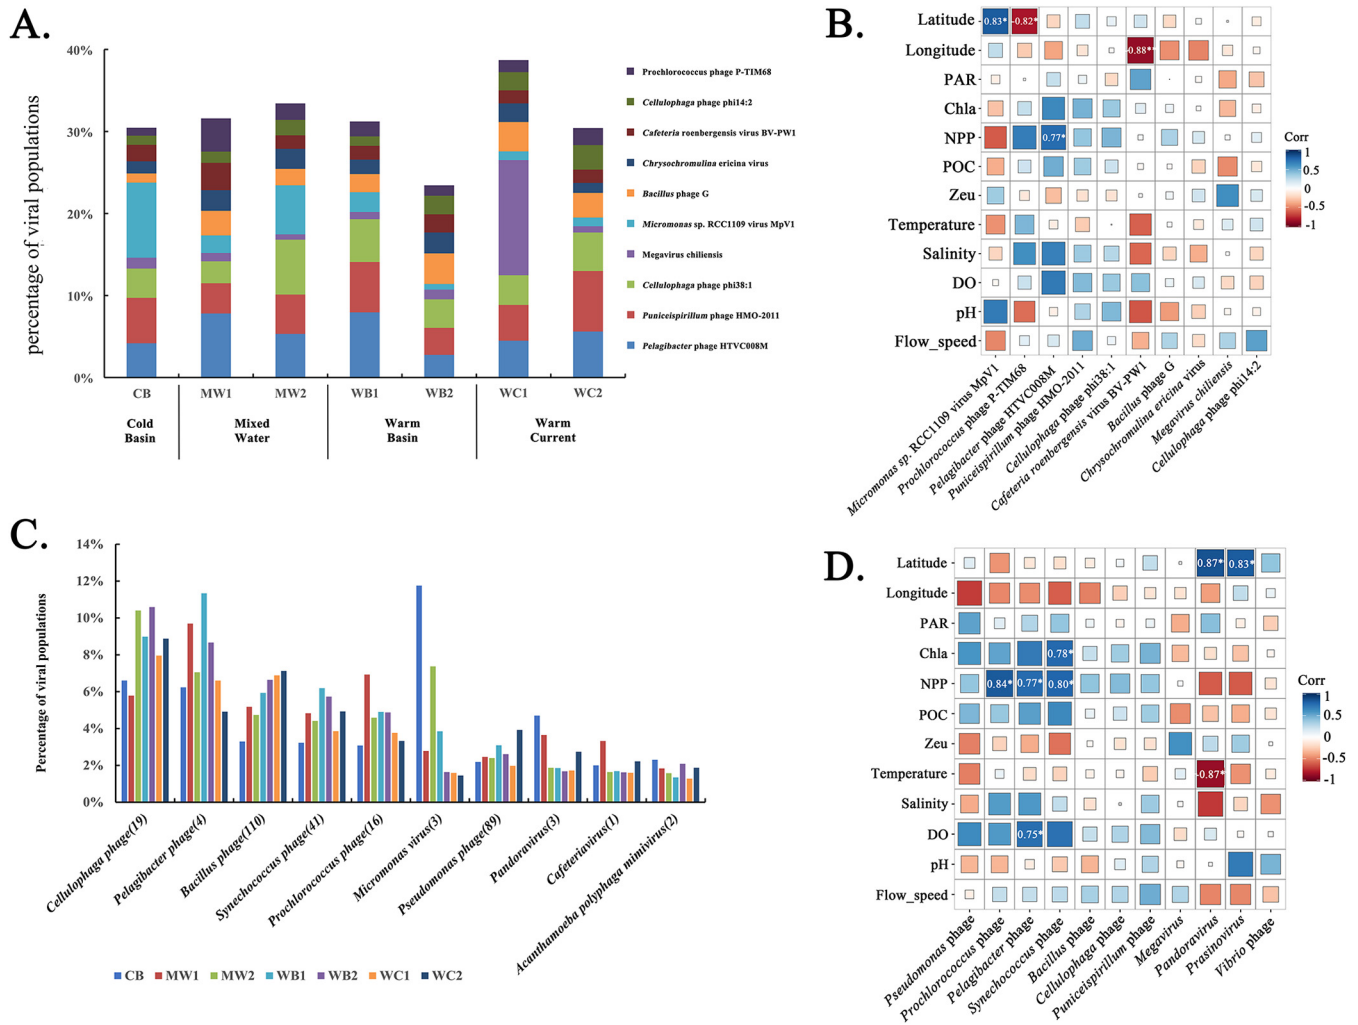 A.
percentage of viral populations
40%
30%
20%
10%
0%
CB
MW1
MW2
WB1
WB2
WC1
WC2
Cold
Basin
Mixed
Water
Warm
Basin
Warm
Current
Prochlorococcus phage P-TIM68
Cellulophaga phage phi14:2
Cafeteria roenbergensis virus BV-PW1
Chrysochromulina ericina virus
Bacillus phage G
Micromonas sp. RCC1109 virus MpV1
Megavirus chiliensis
Cellulophaga phage phi38:1
Puniceispirillum phage HMO-2011
Pelagibacter phage HTVC008M
B.
Latitude
Longitude
PAR
Chla
NPP
POC
Zeu
Temperature
Salinity
DO
pH
Flow_speed
0.83*
-0.82*
-0.88**
0.77*
Micromonas sp. RCC1109 virus MpV1
Prochlorococcus phage P-TIM68
Pelagibacter phage HTVC008M
Puniceispirillum phage HMO-2011
Cellulophaga phage phi38:1
Cafeteria roenbergensis virus BV-PW1
Bacillus phage G
Chrysochromulina ericina virus
Megavirus chiliensis
Cellulophaga phage phi14:2
Corr
1
0.5
0
-0.5
-1
C.
Percentage of viral populations
14%
12%
10%
8%
6%
4%
2%
0%
Cellulophaga phage(19)
Pelagibacter phage(4)
Bacillus phage(110)
Synechococcus phage(41)
Prochlorococcus phage(16)
Micromonas virus(3)
Pseudomonas phage(89)
Pandoravirus(3)
Cafeteriavirus(1)
Acanthamoeba polyphaga mimivirus(2)
CB MW1 MW2 WB1 WB2 WC1 WC2
D.
Latitude
Longitude
PAR
Chla
NPP
POC
Zeu
Temperature
Salinity
DO
pH
Flow_speed
0.87*
0.83*
0.78*
0.84*
0.77*
0.80*
-0.87*
0.75*
Pseudomonas phage
Prochlorococcus phage
Pelagibacter phage
Synechococcus phage
Bacillus phage
Cellulophaga phage
Puniceispirillum phage
Megavirus
Pandoravirus
Prasinovirus
Vibrio phage
Corr
1
0.5
0
-0.5
-1